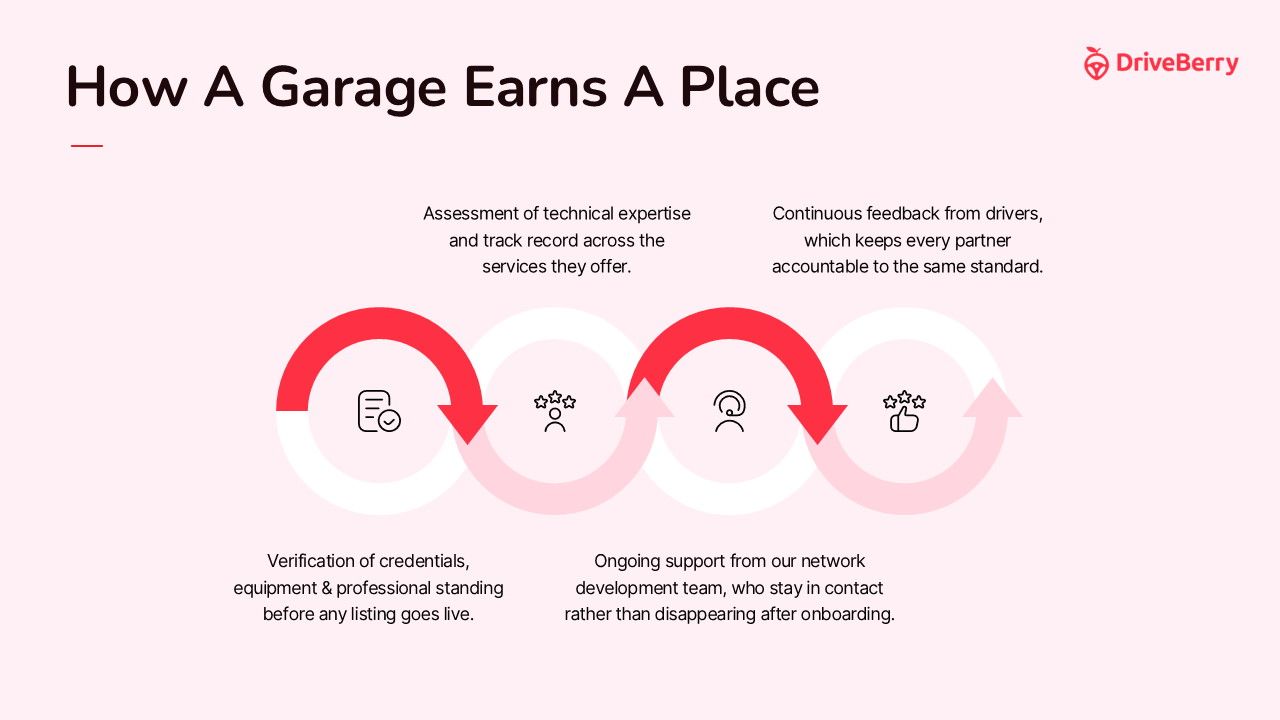 How A Garage Earns A Place
DriveBerry
Assessment of technical expertise
and track record across the
services they offer.
Continuous feedback from drivers,
which keeps every partner
accountable to the same standard.
Verification of credentials,
equipment & professional standing
before any listing goes live.
Ongoing support from our network
development team, who stay in contact
rather than disappearing after onboarding.